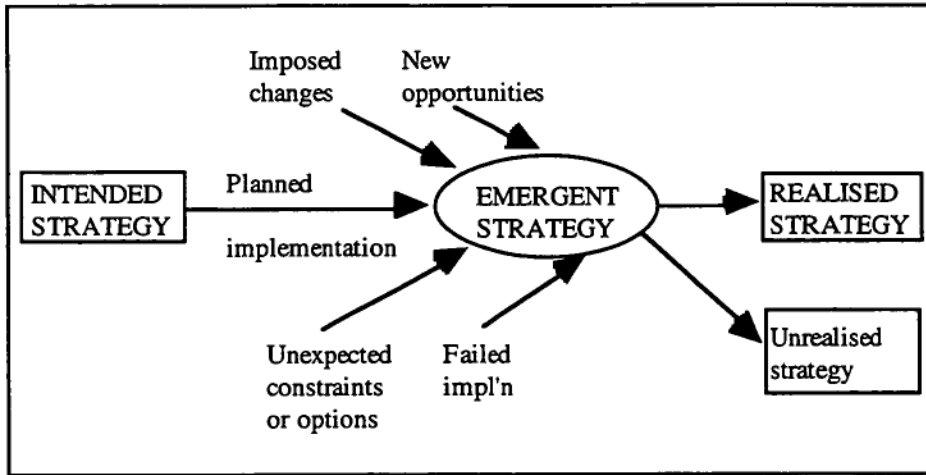 Imposed
changes
New
opportunities
INTENDED
STRATEGY
Planned
implementation
EMERGENT
STRATEGY
REALISED
STRATEGY
Unexpected
constraints
or options
Failed
impl'n
Unrealised
strategy